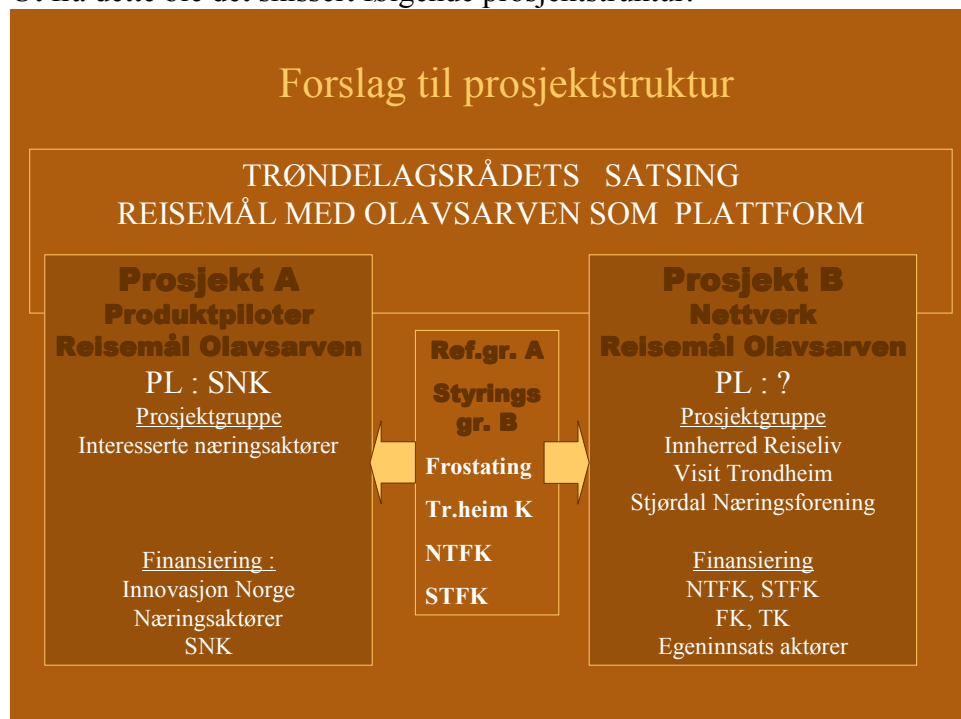 Forslag til prosjektstruktur
TRØNDELAGSRÅDETS SATSING
REISEMÅL MED OLAVSARVEN SOM PLATTFORM
Prosjekt A
Produktpiloter
Reisemål Olavsarven
PL : SNK
Prosjektgruppe
Interesserte næringsaktører
Finansiering :
Innovasjon Norge
Næringsaktører
SNK
Ref.gr. A
Styrings
gr. B
Frostating
Tr.heim K
NTFK
STFK
Prosjekt B
Nettverk
Reisemål Olavsarven
PL : ?
Prosjektgruppe
Innherred Reiseliv
Visit Trondheim
Stjørdal Næringsforening
Finansiering
NTFK, STFK
FK, TK
Egeninnsats aktører